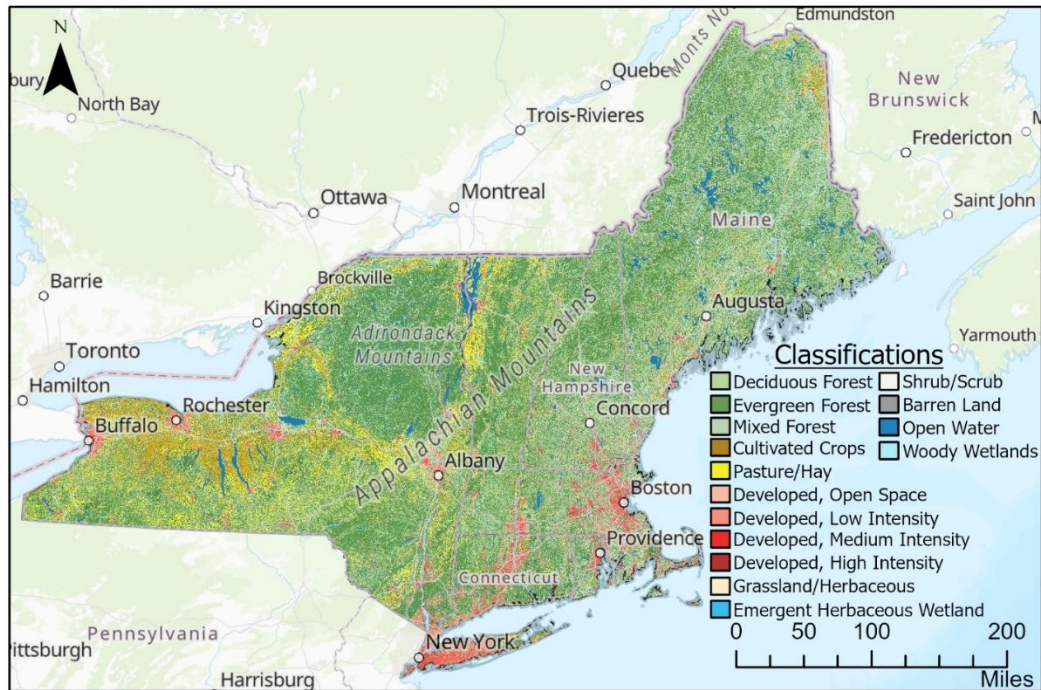 N
Edmundston
Monts No
bury
North Bay
Quebe
New
Brunswick
Trois-Rivieres
Fredericton
M
Ottawa
Montreal
Saint John
Maine
Barrie
Brockville
Kingston
Augusta
Adirondack
Mountains
Yarmouth
Toronto
Hamilton
Appalachian Mountains
New
Hampshire
Rochester
Buffalo
Concord
Albany
Boston
Providence
Connecticut
New York
Pennsylvania
ittsburgh
Harrisburg
Classifications
Deciduous Forest
Evergreen Forest
Mixed Forest
Cultivated Crops
Pasture/Hay
Developed, Open Space
Developed, Low Intensity
Developed, Medium Intensity
Developed, High Intensity
Grassland/Herbaceous
Emergent Herbaceous Wetland
Shrub/Scrub
Barren Land
Open Water
Woody Wetlands
0 50 100 200
Miles